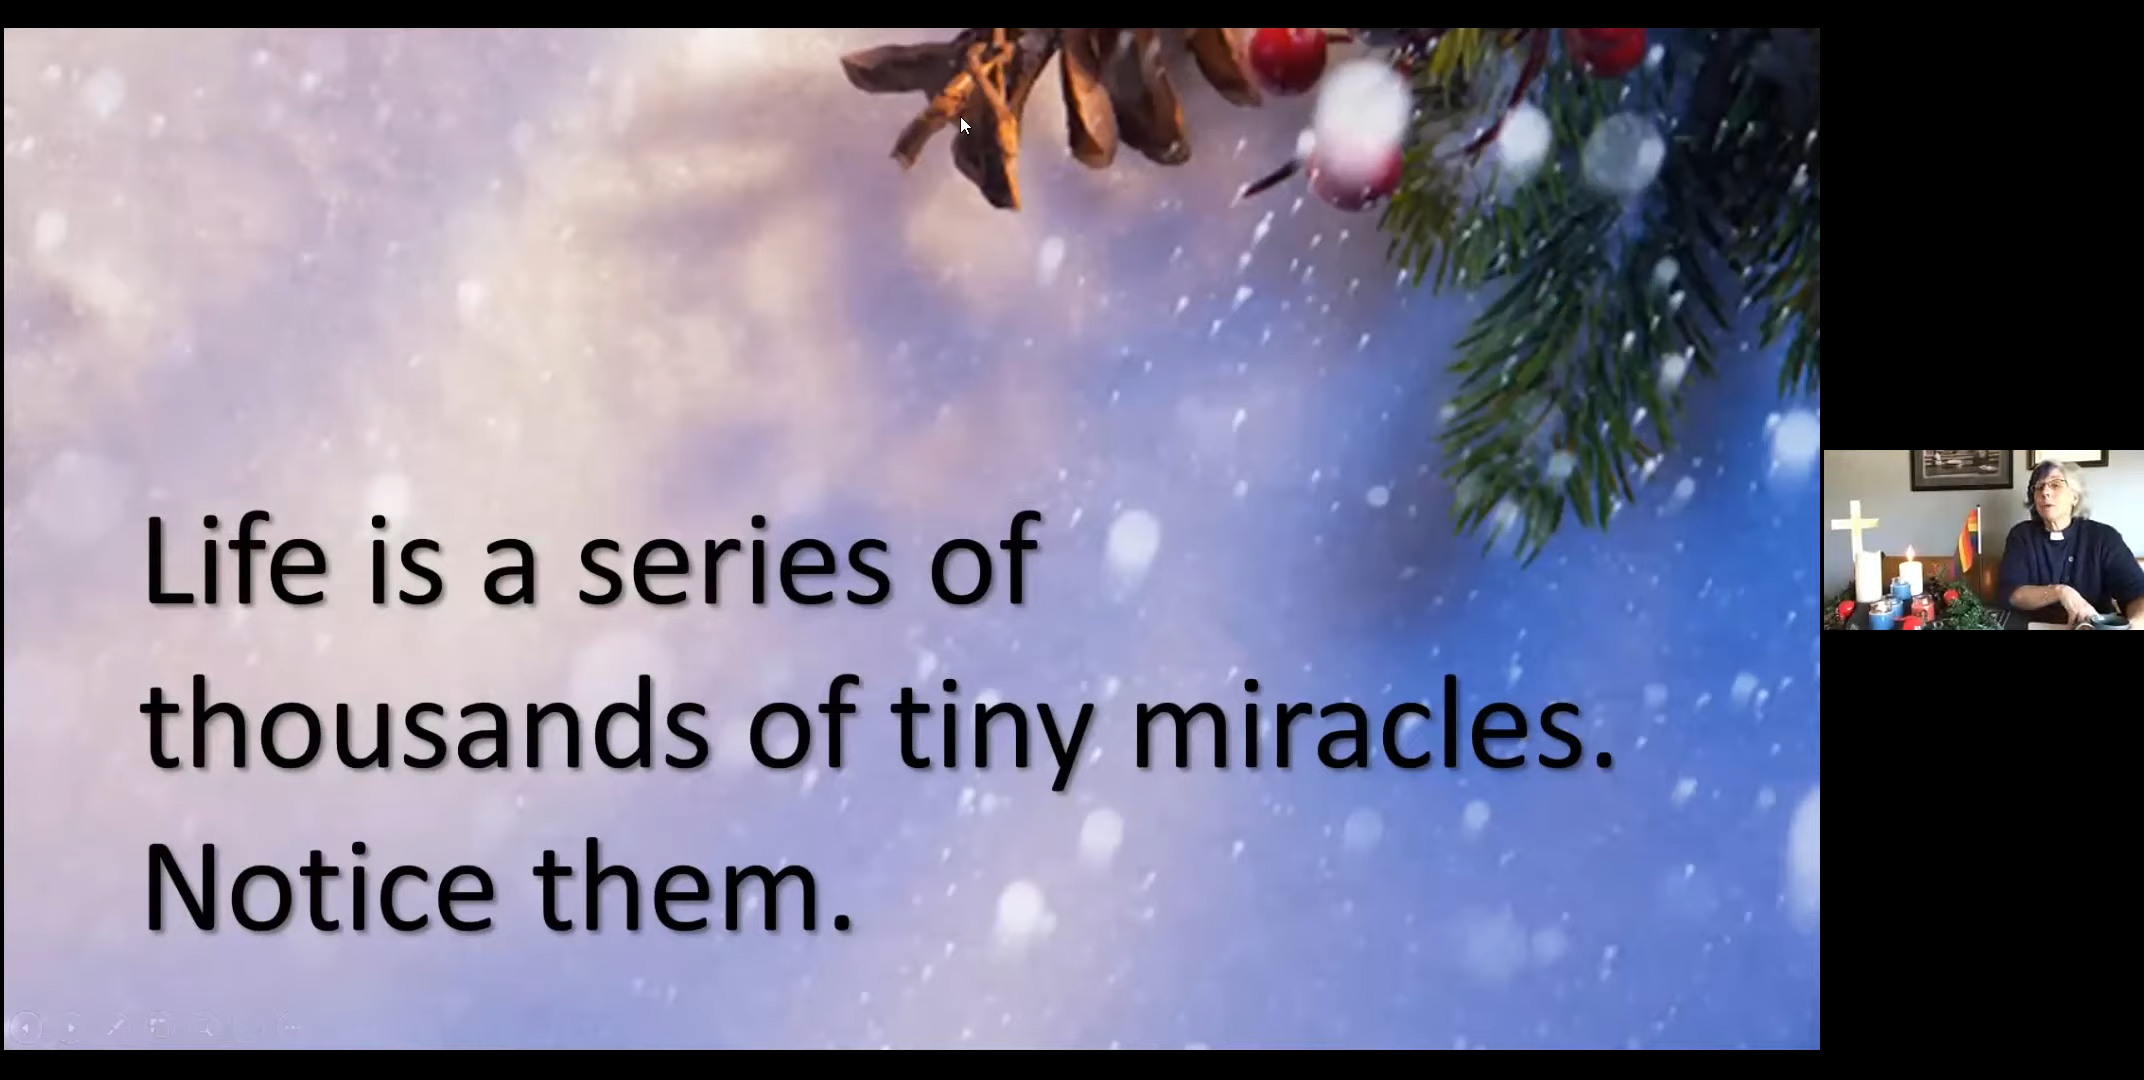 Life is a series of
thousands of tiny miracles.
Notice them.